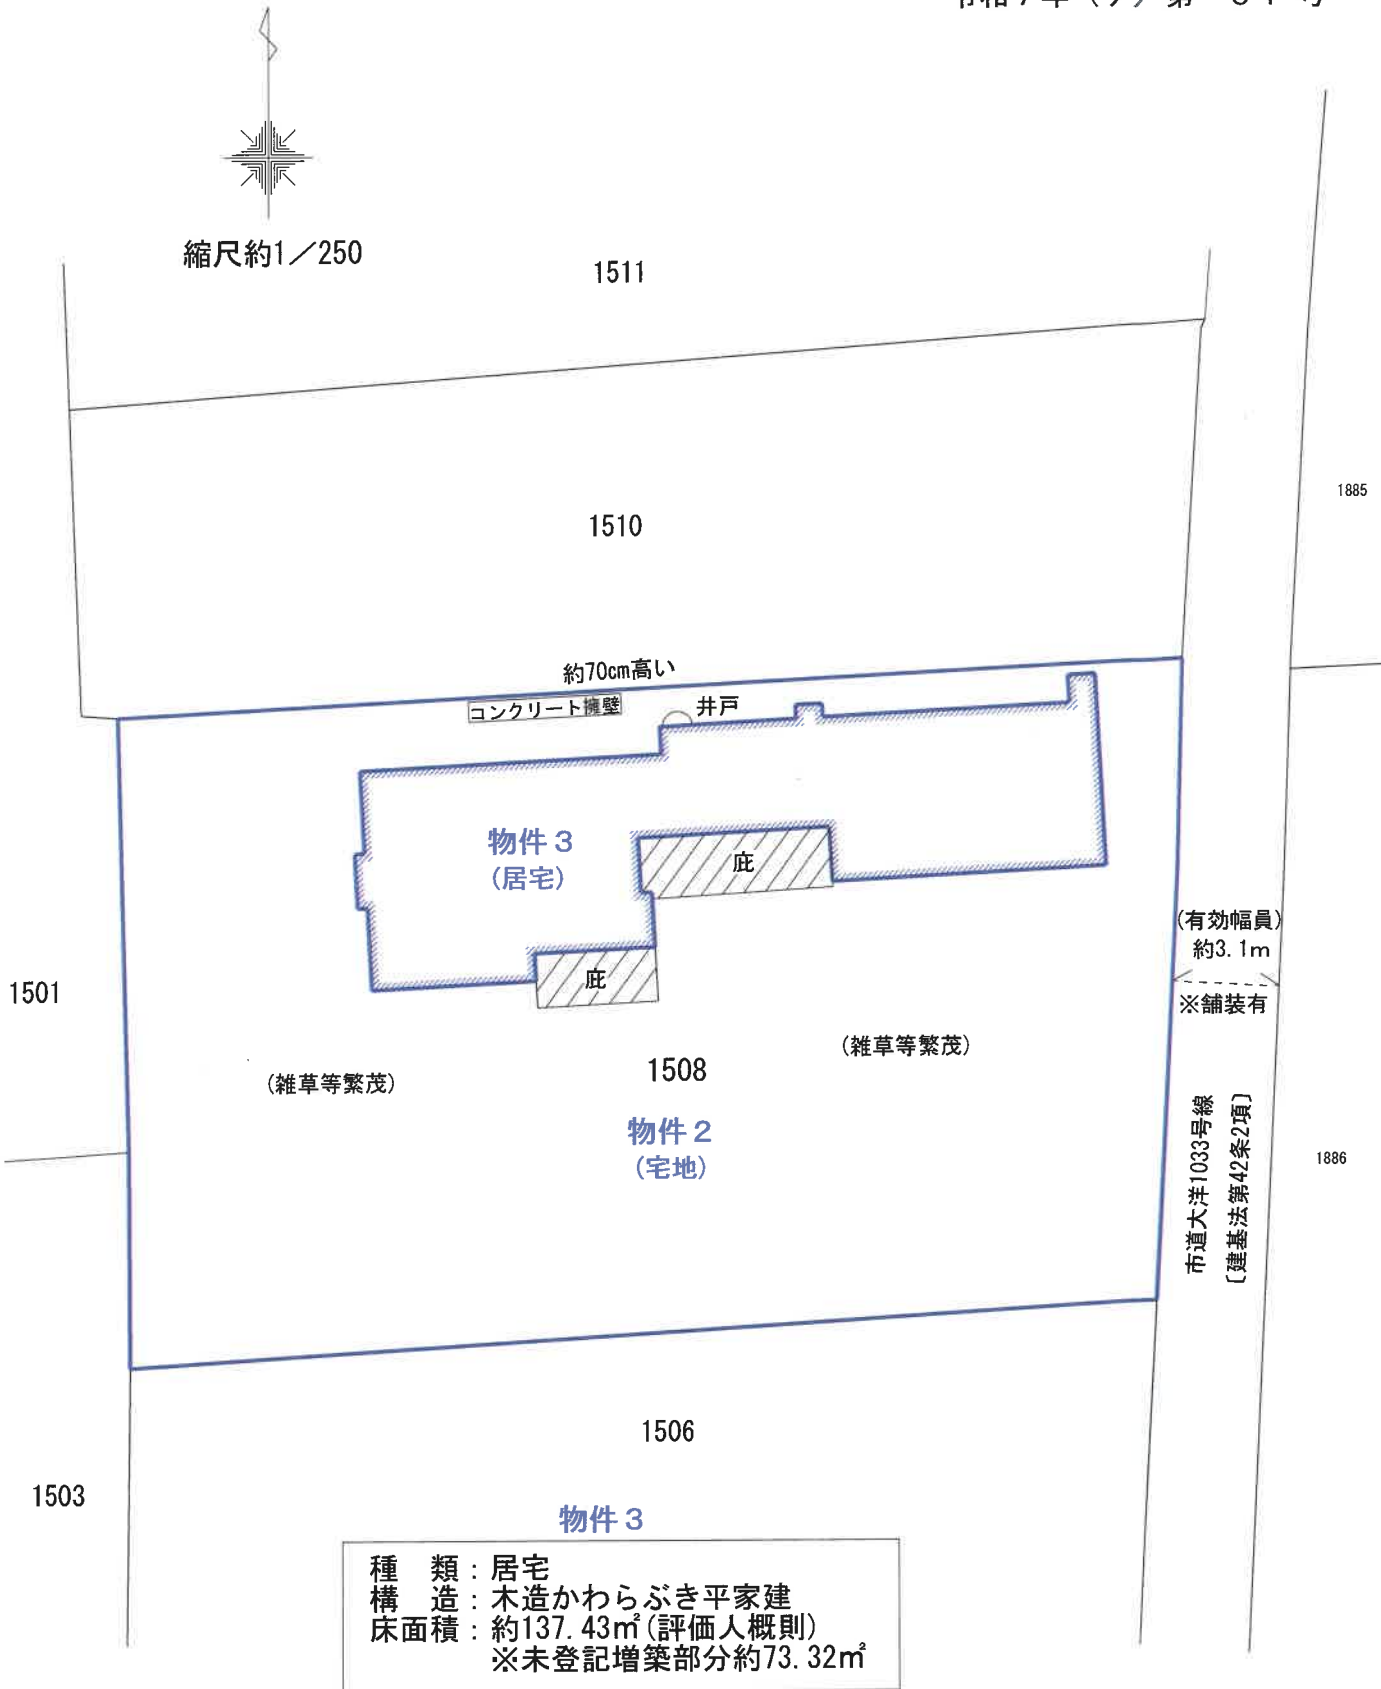 縮尺約1／250
1511
1510
1885
約70cm高い
コンクリート擁壁
井戸
物件３
(居宅)
庇
庇
(有効幅員)
約3.1m
※舗装有
1501
(雑草等繁茂)
1508
(雑草等繁茂)
物件２
(宅地)
市道大洋1033号線
〔建基法第42条2項〕
1886
1506
1503
物件３
種　類：居宅
構　造：木造かわらぶき平家建
床面積：約137.43㎡(評価人概則)
※未登記増築部分約73.32㎡